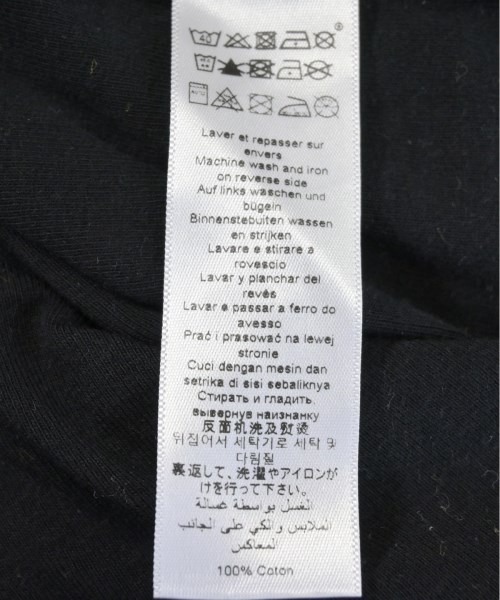 40
®
Laver et repasser sur
envers
Machine wash and iron
on reverse side
Auf links waschen und
bügeln
Binnenstebuiten wassen
en strijken
Lavare e stirare a
rovescio
Lavar y planchar del
revés
Lavar e passar a ferro do
avesso
Prać i prasować na lewej
stronie
Cuci dengan mesin dan
setrika di sisi sebaliknya
Стирать и гладить,
вывернув наизнанку
反面机洗及熨烫
뒤집어서 세탁기로 세탁 및
다림질
裏返して、洗濯やアイロンが
けを行って下さい。
الغسل بواسطة غسالة
الملابس والكي على الجانب
المعاكس
100% Coton